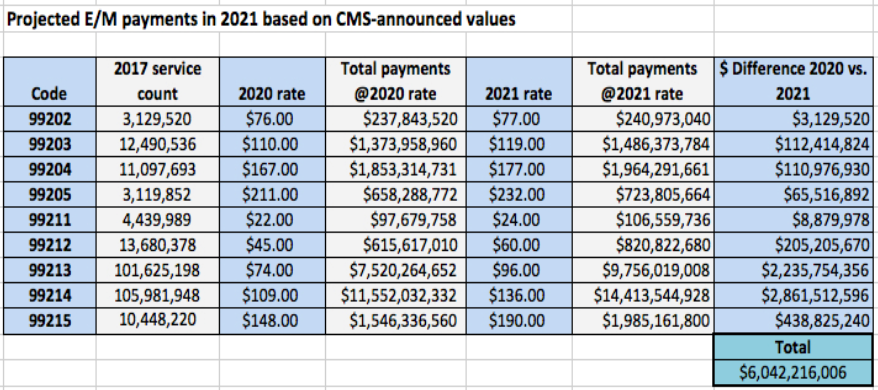 Projected E/M payments in 2021 based on CMS-announced values
Code 2017 service count 2020 rate Total payments @2020 rate 2021 rate Total payments @2021 rate $ Difference 2020 vs. 2021
99202 3,129,520 $76.00 $237,843,520 $77.00 $240,973,040 $3,129,520
99203 12,490,536 $110.00 $1,373,958,960 $119.00 $1,486,373,784 $112,414,824
99204 11,097,693 $167.00 $1,853,314,731 $177.00 $1,964,291,661 $110,976,930
99205 3,119,852 $211.00 $658,288,772 $232.00 $723,805,664 $65,516,892
99211 4,439,989 $22.00 $97,679,758 $24.00 $106,559,736 $8,879,978
99212 13,680,378 $45.00 $615,617,010 $60.00 $820,822,680 $205,205,670
99213 101,625,198 $74.00 $7,520,264,652 $96.00 $9,756,019,008 $2,235,754,356
99214 105,981,948 $109.00 $11,552,032,332 $136.00 $14,413,544,928 $2,861,512,596
99215 10,448,220 $148.00 $1,546,336,560 $190.00 $1,985,161,800 $438,825,240
Total
$6,042,216,006